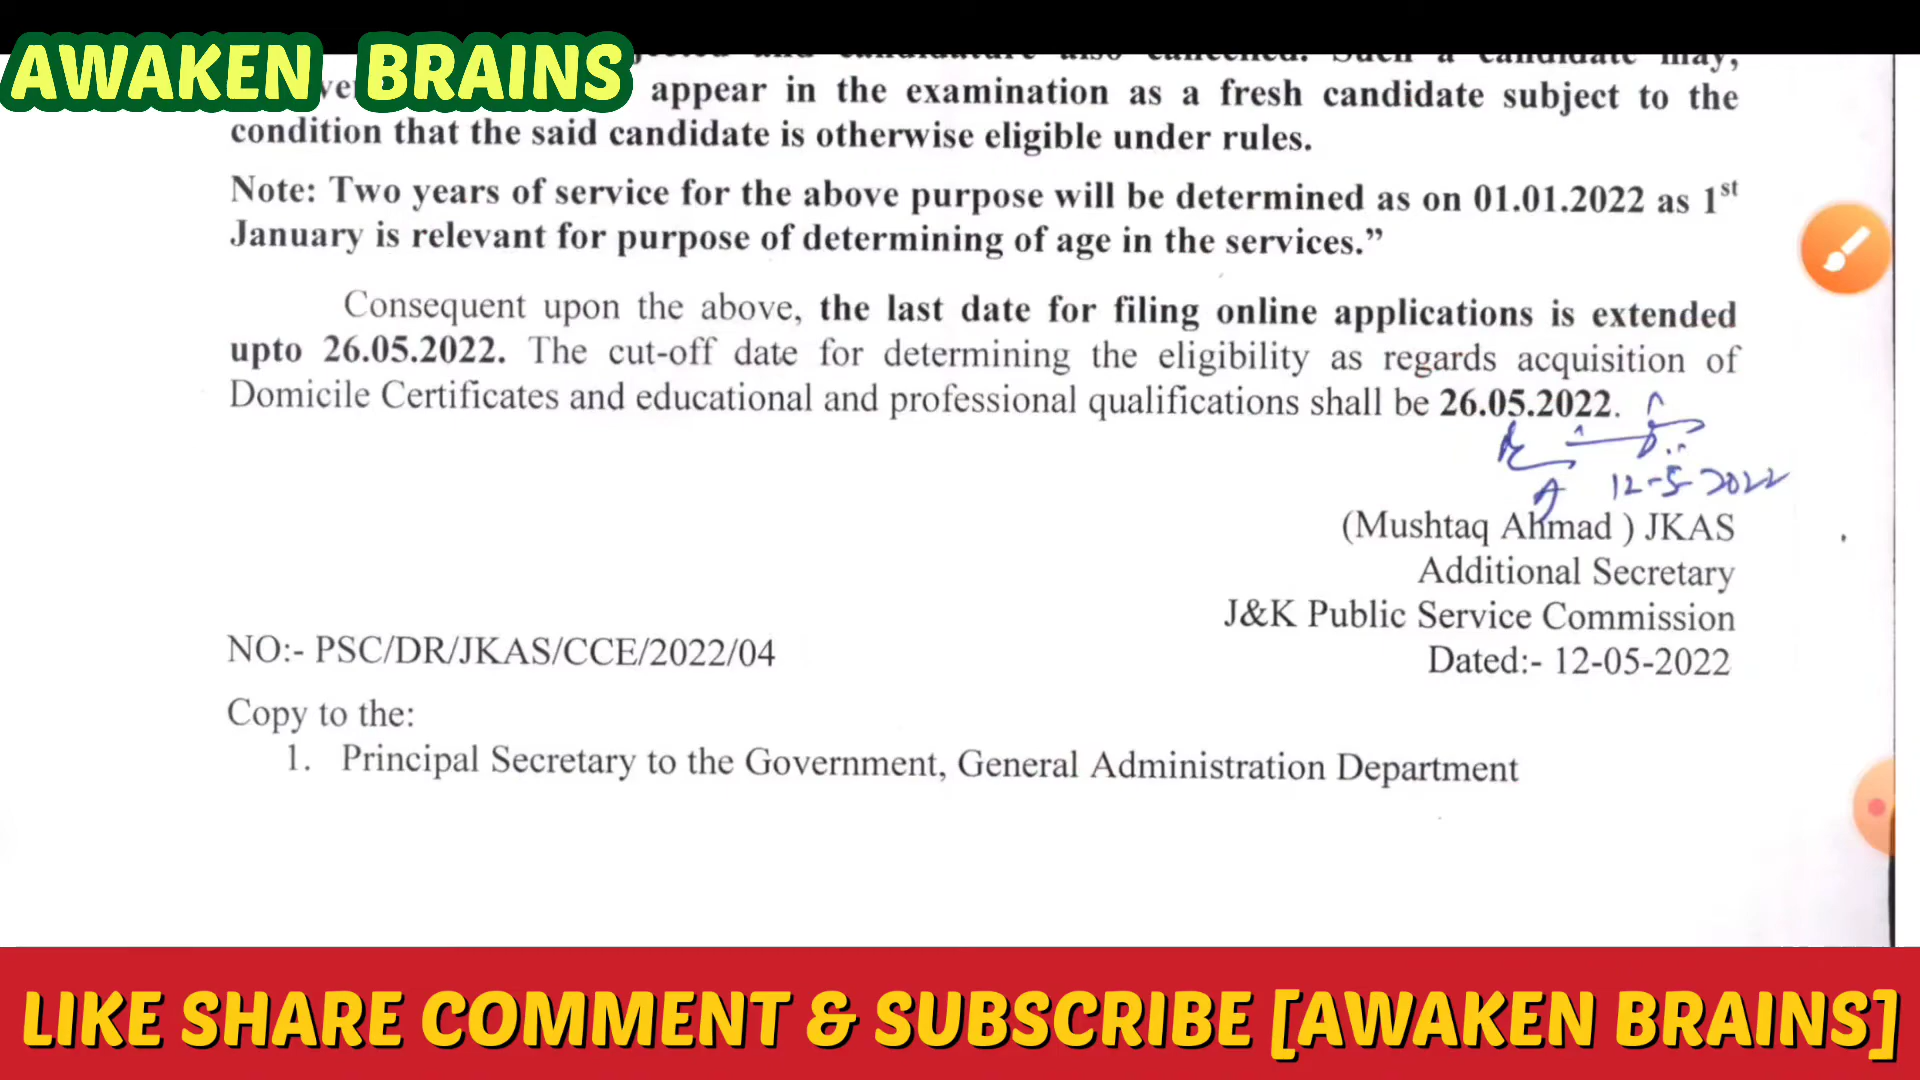 AWAKEN BRAINS
and candidature also cancelled. Such a candidate may,
appear in the examination as a fresh candidate subject to the
condition that the said candidate is otherwise eligible under rules.
Note: Two years of service for the above purpose will be determined as on 01.01.2022 as 1st
January is relevant for purpose of determining of age in the services.”
Consequent upon the above, the last date for filing online applications is extended
upto 26.05.2022. The cut-off date for determining the eligibility as regards acquisition of
Domicile Certificates and educational and professional qualifications shall be 26.05.2022.
12-5-2022
(Mushtaq Ahmad ) JKAS
Additional Secretary
J&K Public Service Commission
NO:- PSC/DR/JKAS/CCE/2022/04
Dated:- 12-05-2022
Copy to the:
1. Principal Secretary to the Government, General Administration Department
LIKE SHARE COMMENT & SUBSCRIBE [AWAKEN BRAINS]